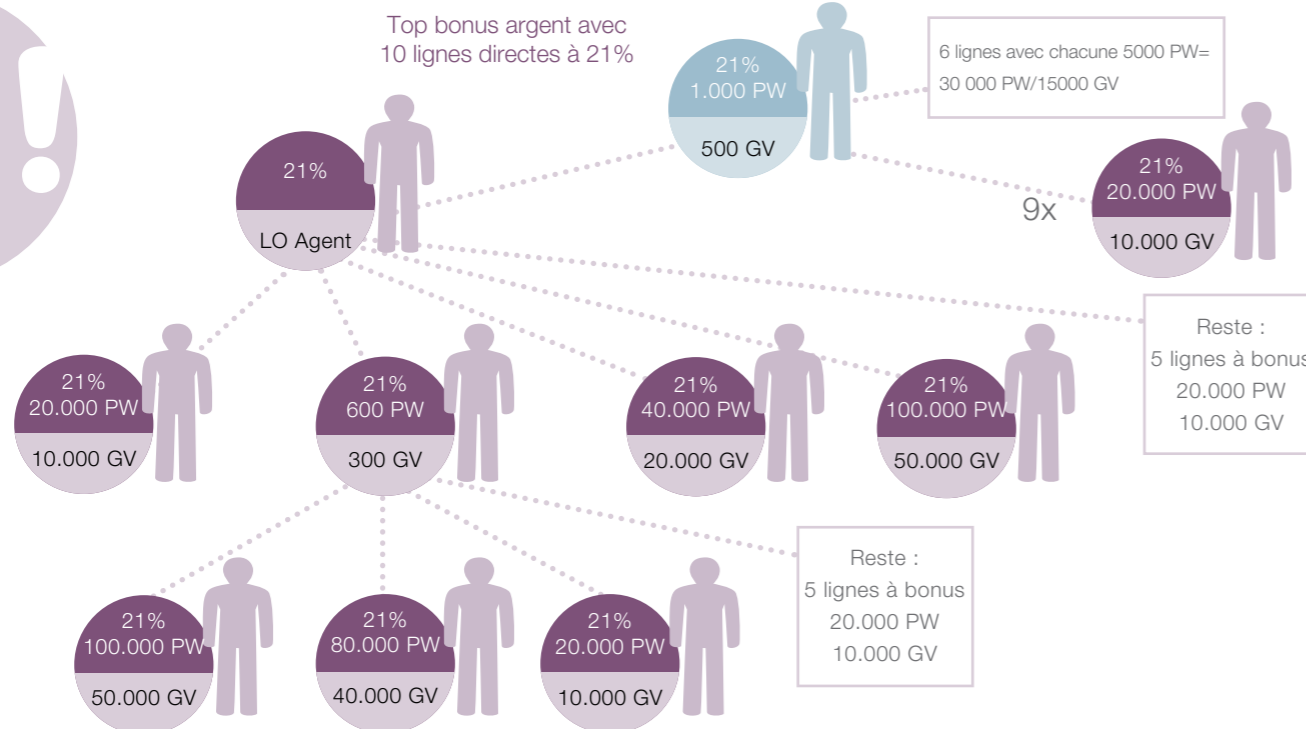 Top bonus argent avec
10 lignes directes à 21%
21%
1.000 PW
500 GV
6 lignes avec chacune 5000 PW=
30 000 PW/15000 GV
21%
LO Agent
9x
21%
20.000 PW
10.000 GV
Reste :
5 lignes à bonus
20.000 PW
10.000 GV
21%
20.000 PW
10.000 GV
21%
600 PW
300 GV
21%
40.000 PW
20.000 GV
21%
100.000 PW
50.000 GV
Reste :
5 lignes à bonus
20.000 PW
10.000 GV
21%
100.000 PW
50.000 GV
21%
80.000 PW
40.000 GV
21%
20.000 PW
10.000 GV